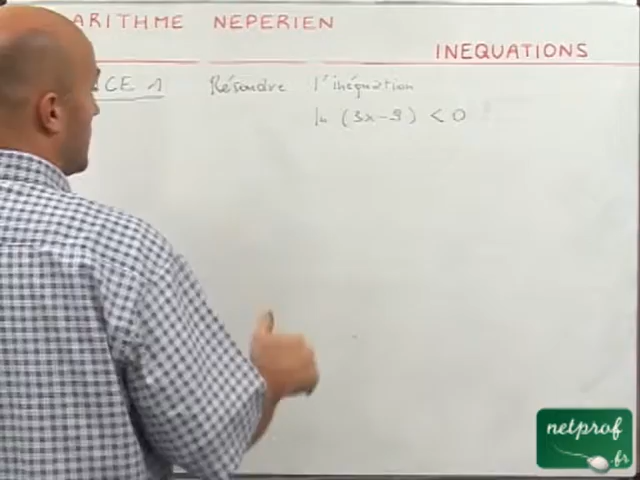 ARITHME NEPERIEN
INEQUATIONS
CE 1 Résoudre l'inéquation
ln (3x-9) < 0
netprof
.fr